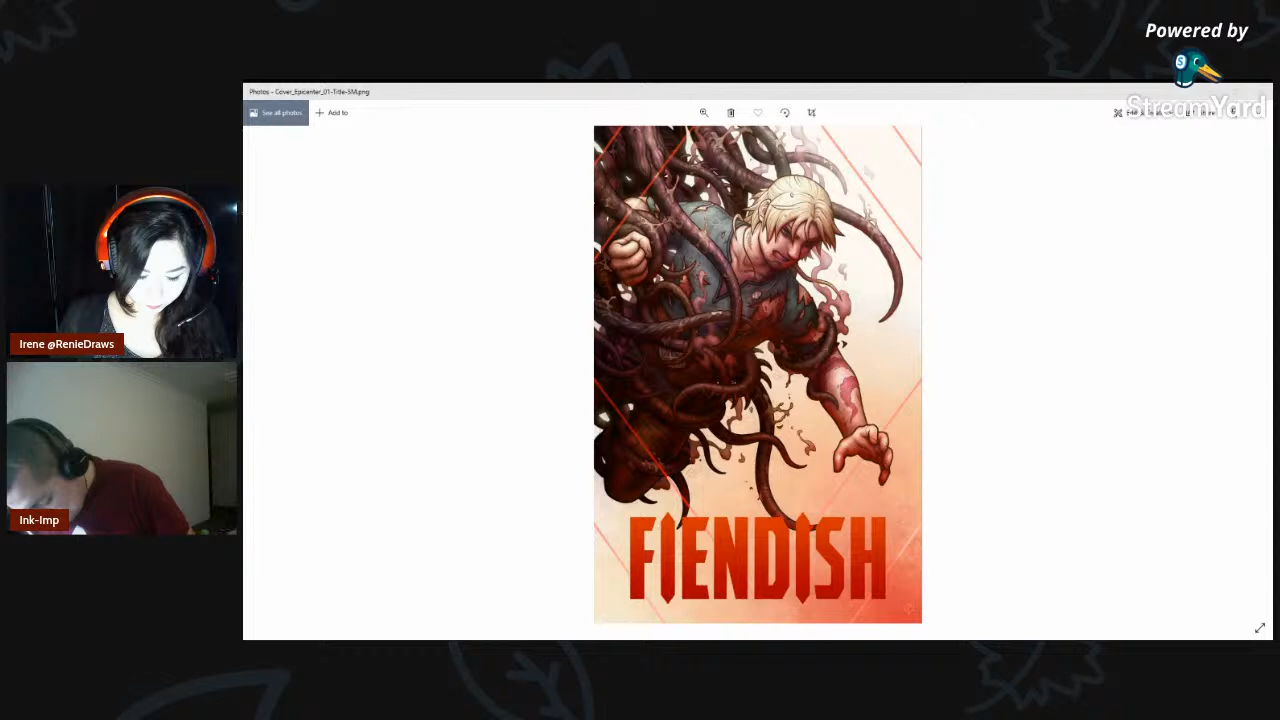 Powered by
StreamYard
Photos - Cover_Epicenter_01-Title-SM.png
See all photos
Add to
Irene @RenieDraws
Ink-Imp
FIENDISH